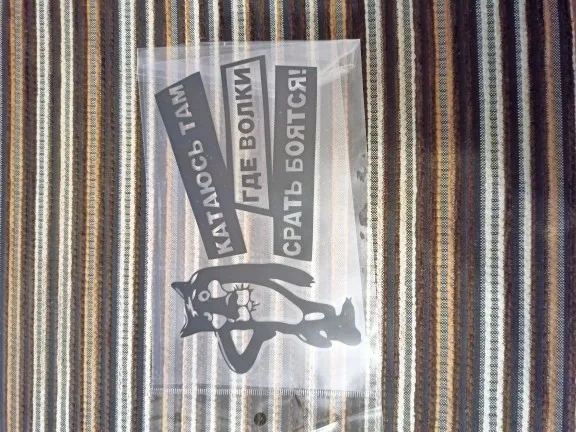 КАТАЮСЬ ТАМ
ГДЕ ВОЛКИ
СРАТЬ БОЯТСЯ!